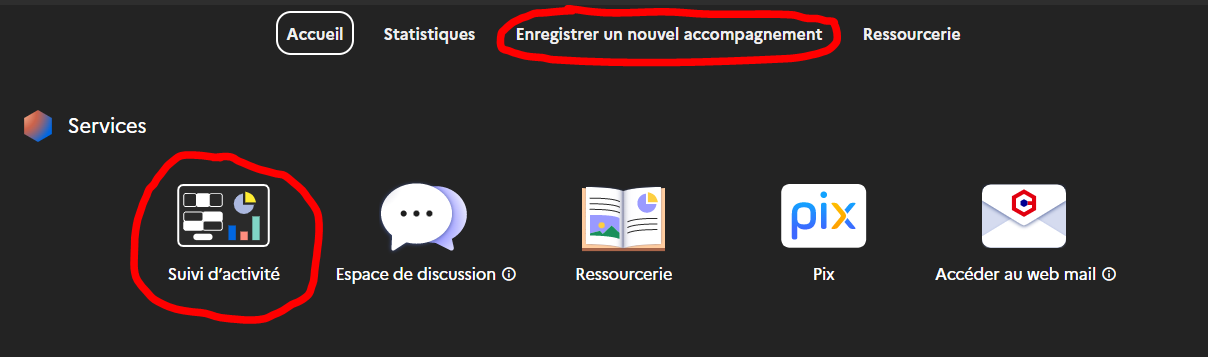 Accueil Statistiques Enregistrer un nouvel accompagnement Ressourcerie
Services
pix
Suivi d'activité Espace de discussion Ressourcerie Pix Accéder au web mail